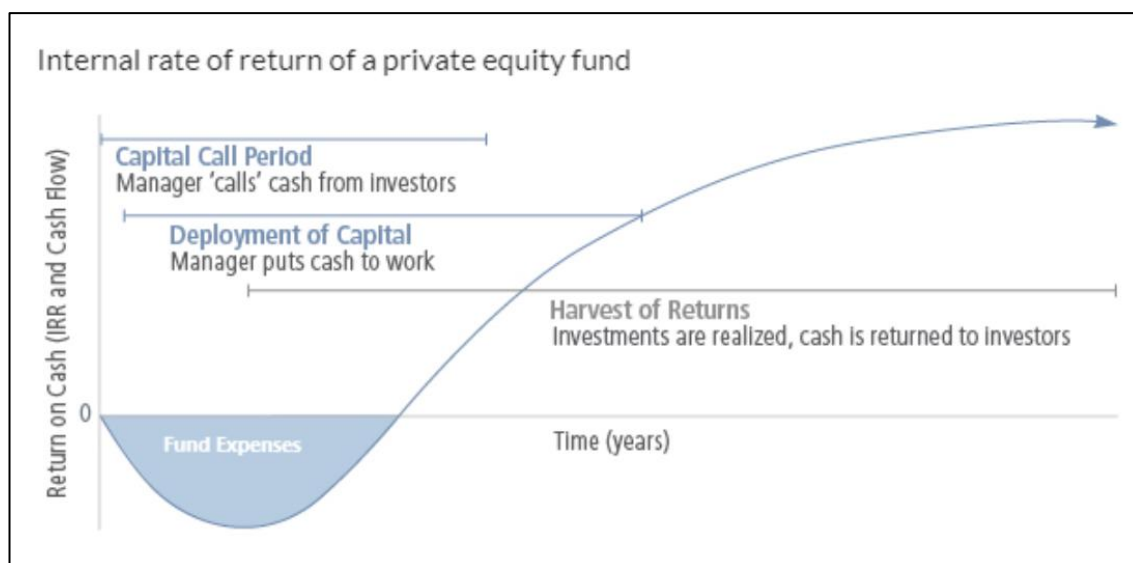 Internal rate of return of a private equity fund
Return on Cash (IRR and Cash Flow)
Capital Call Period
Manager 'calls' cash from investors
Deployment of Capital
Manager puts cash to work
Harvest of Returns
Investments are realized, cash is returned to investors
0
Fund Expenses
Time (years)